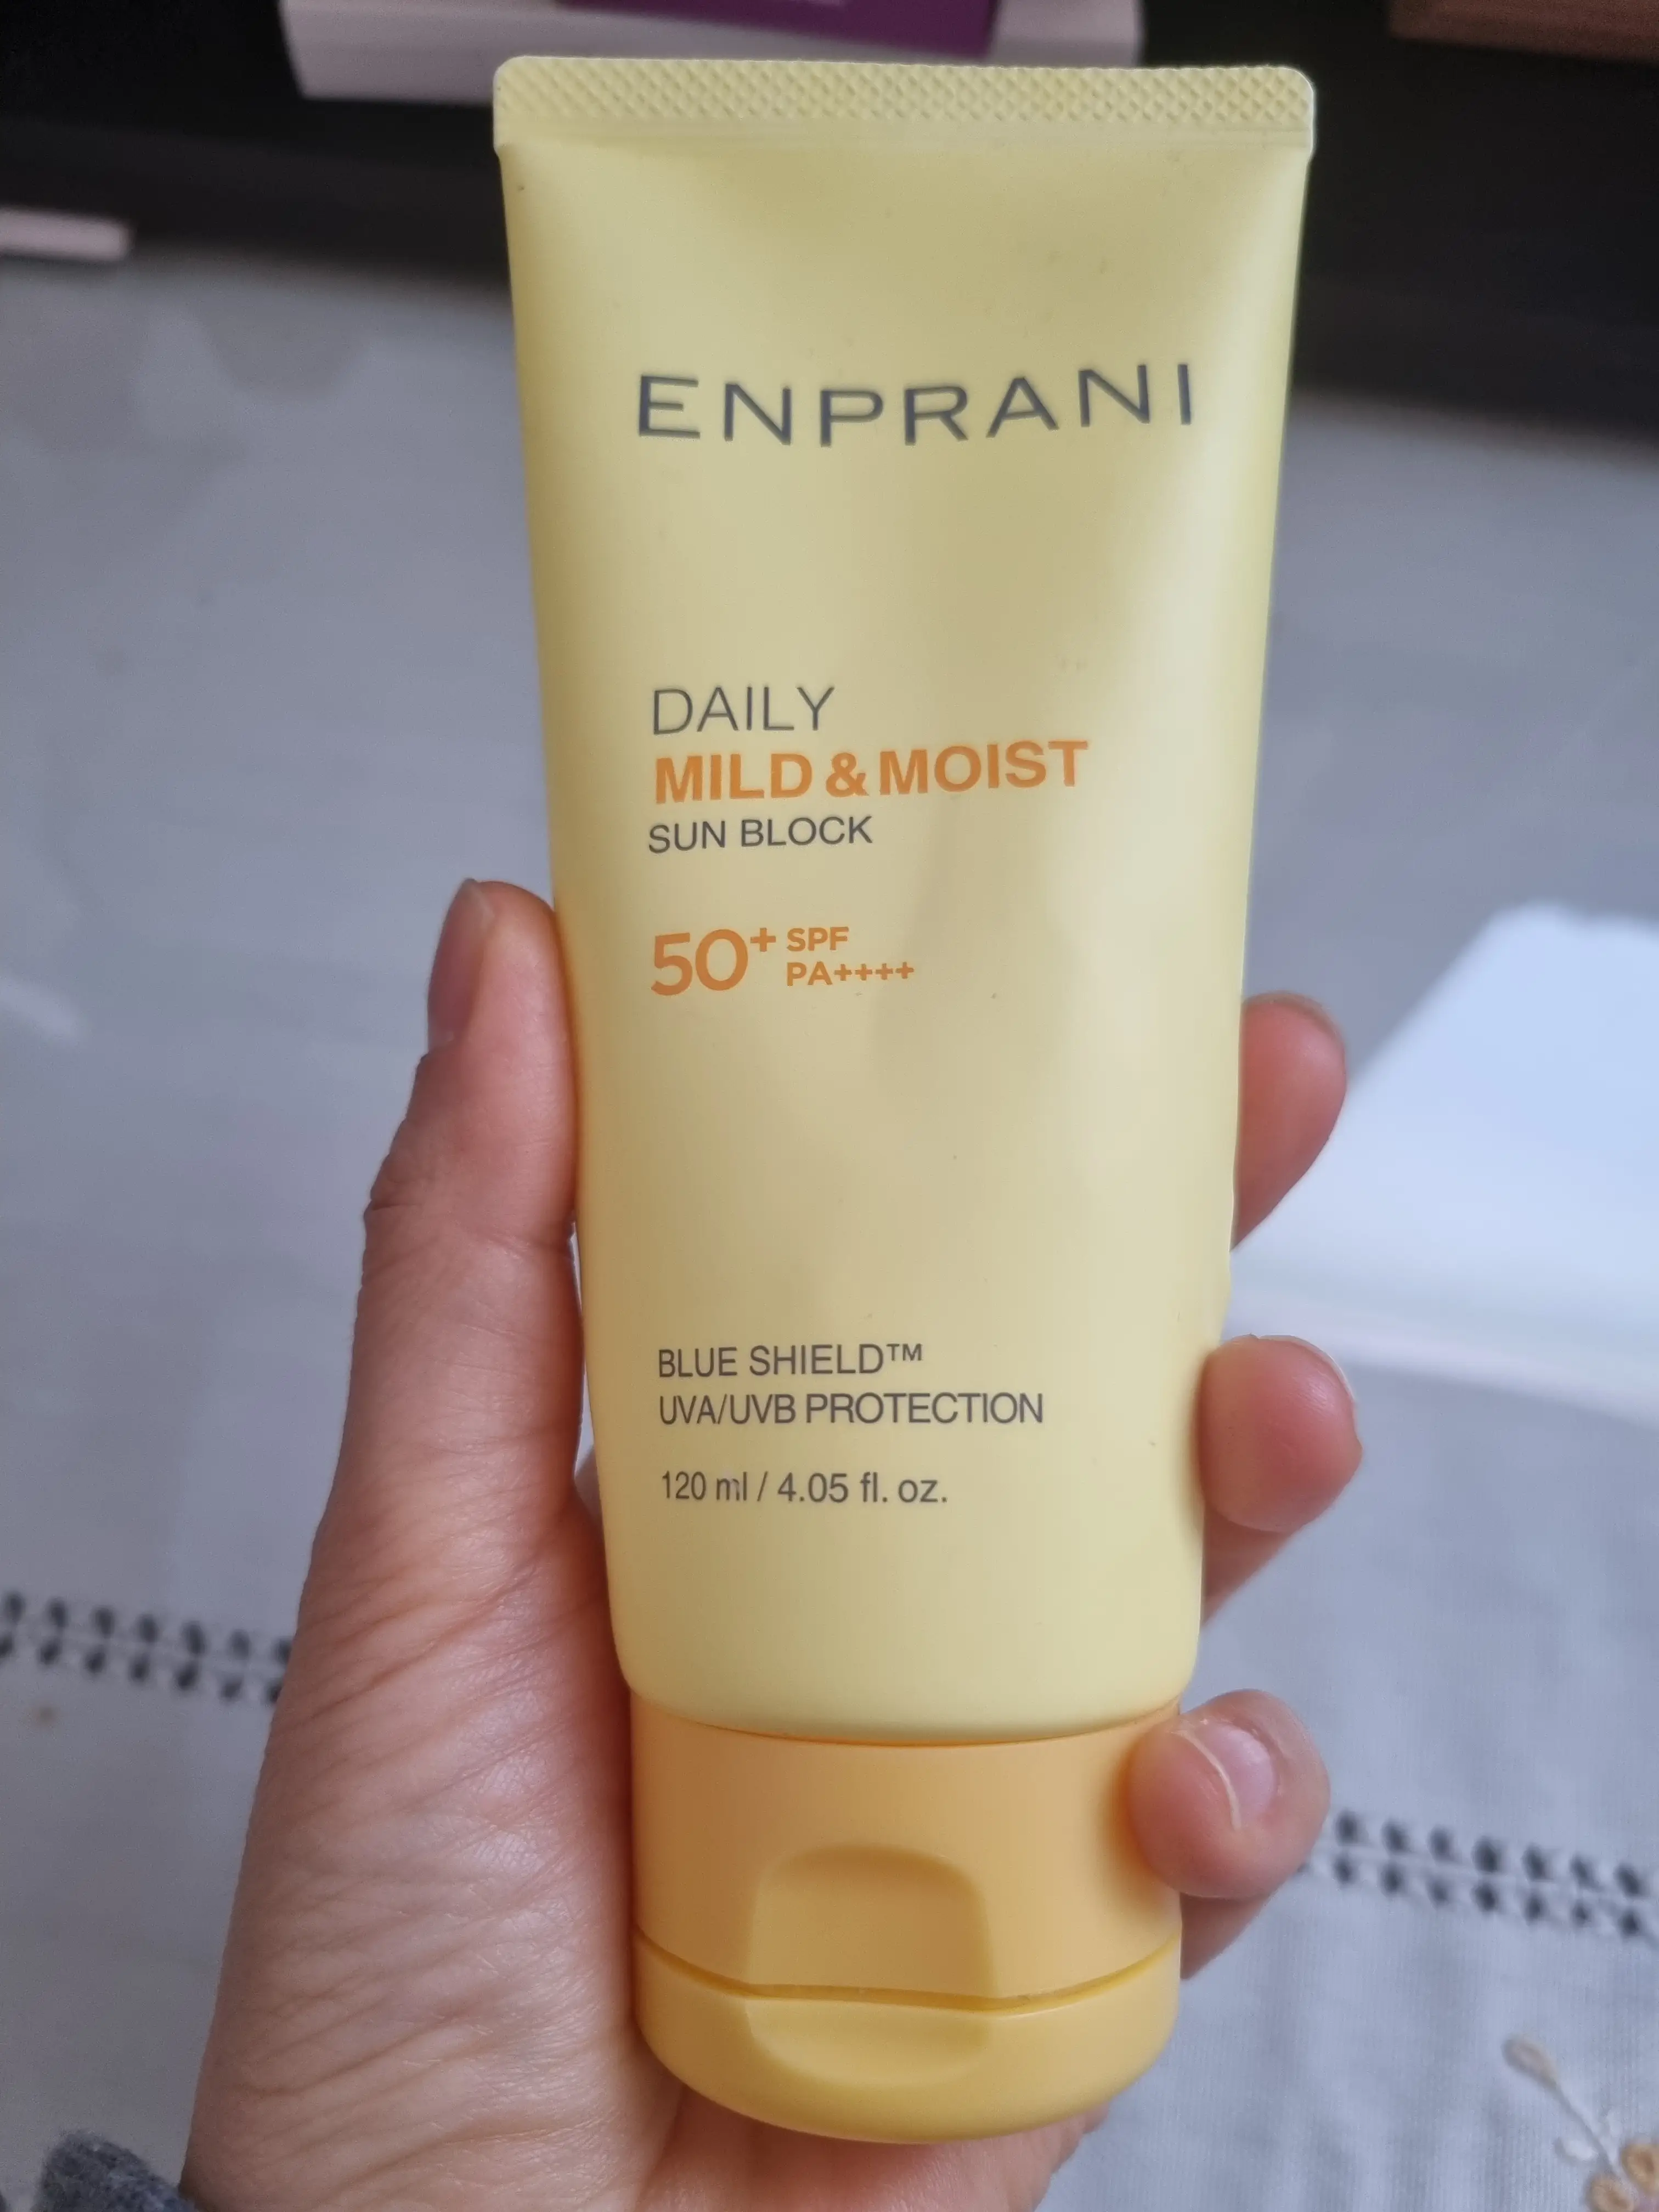 ENPRANI
DAILY
MILD & MOIST
SUN BLOCK
50+ SPF
PA++++
BLUE SHIELD™
UVA/UVB PROTECTION
120 ml / 4.05 fl. oz.